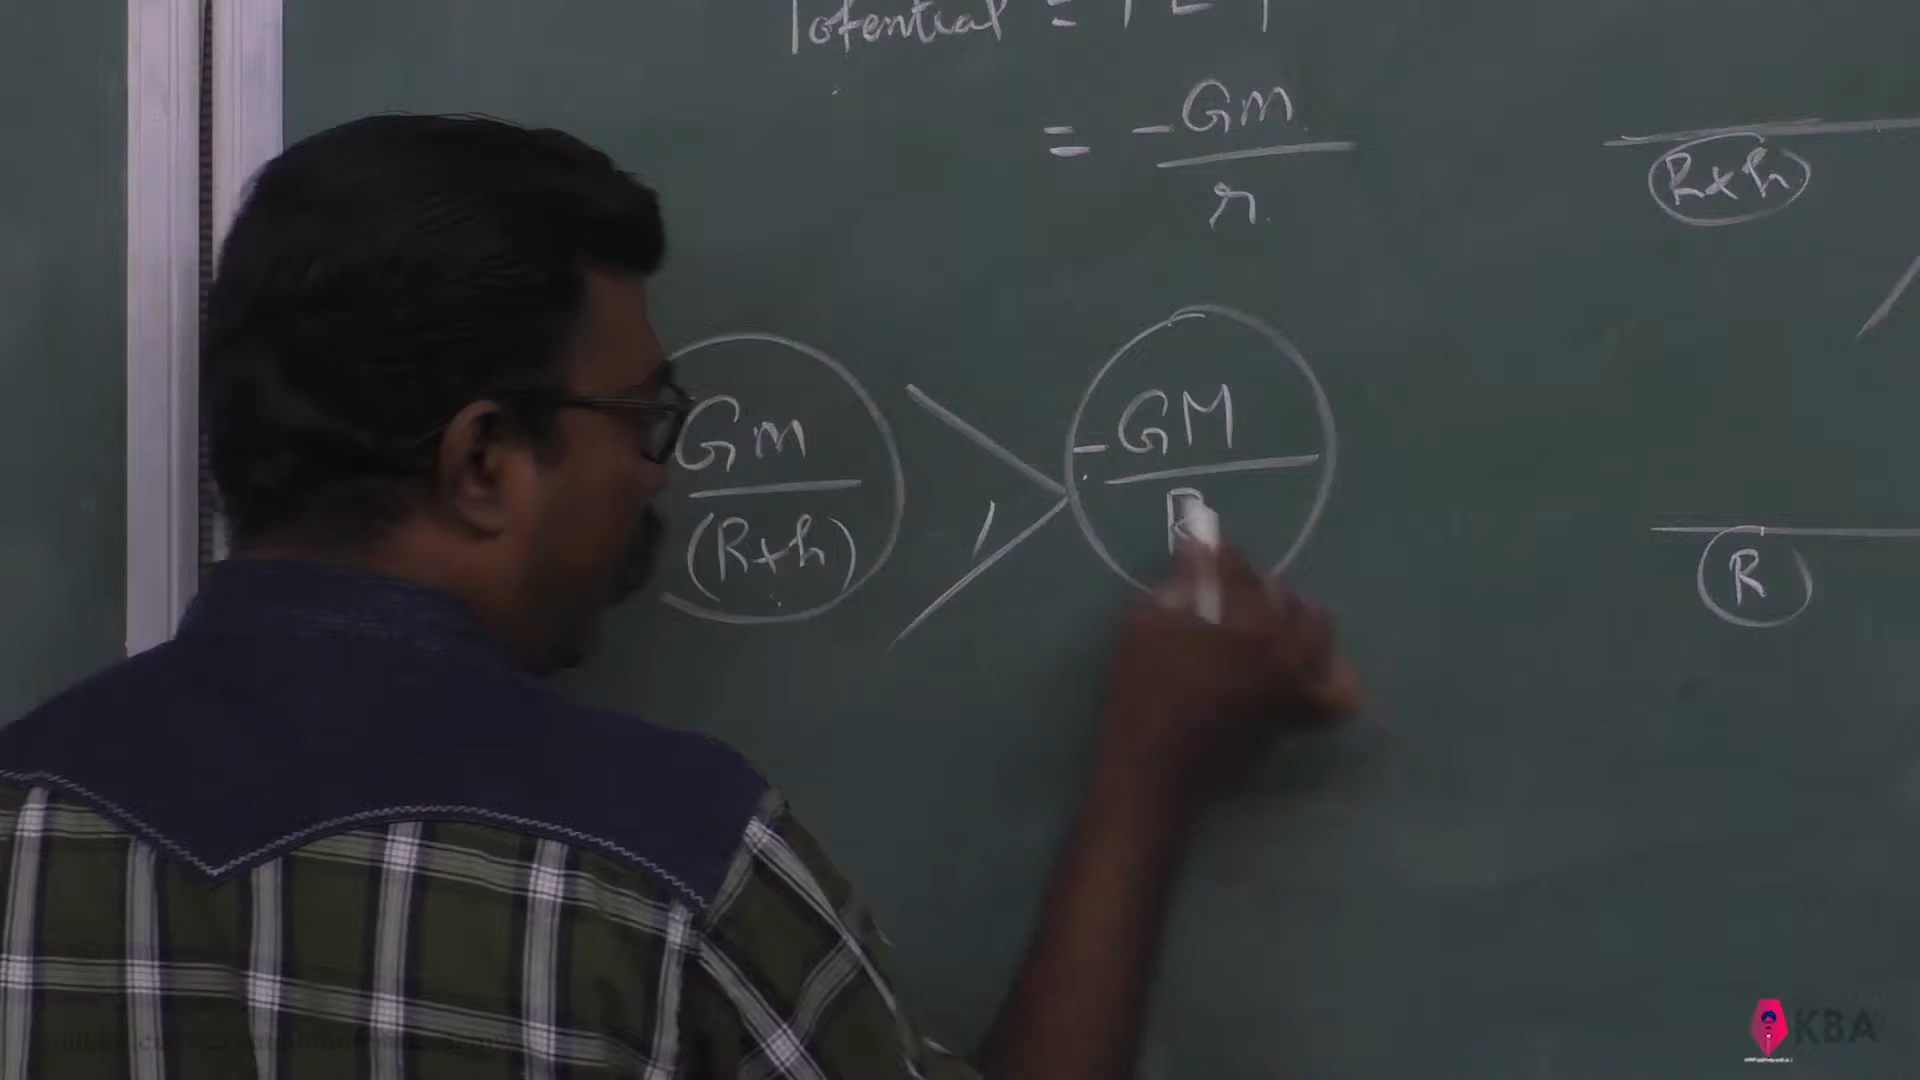 Potential =
= -Gm/r
(R+h)
Gm/(R+h) > -GM/R
R
KBA